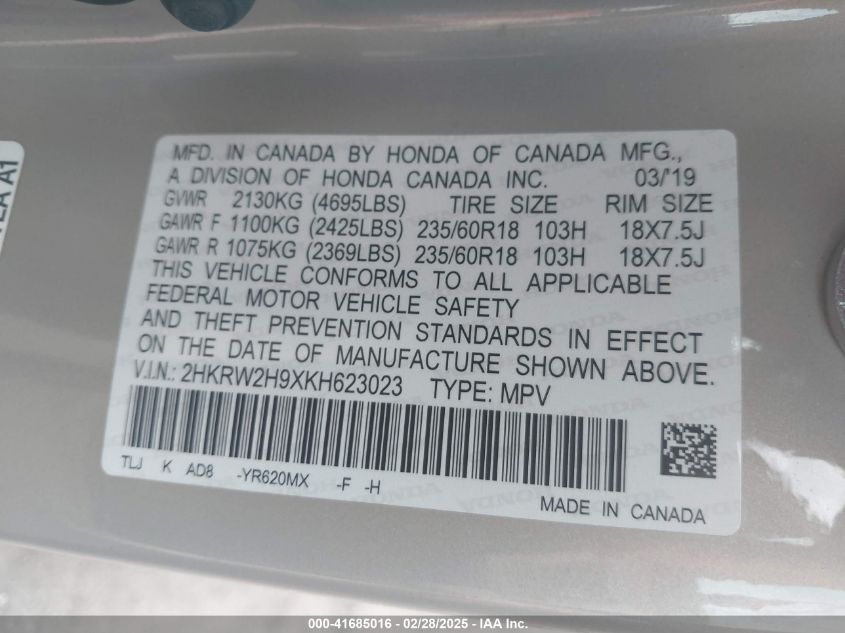 MFD. IN CANADA BY HONDA OF CANADA MFG.,
A DIVISION OF HONDA CANADA INC. 03/'19
GVWR 2130KG (4695LBS) TIRE SIZE RIM SIZE
GAWR F 1100KG (2425LBS) 235/60R18 103H 18X7.5J
GAWR R 1075KG (2369LBS) 235/60R18 103H 18X7.5J
THIS VEHICLE CONFORMS TO ALL APPLICABLE
FEDERAL MOTOR VEHICLE SAFETY
AND THEFT PREVENTION STANDARDS IN EFFECT
ON THE DATE OF MANUFACTURE SHOWN ABOVE.
V.I.N.: 2HKRW2H9XKH623023 TYPE: MPV
TLJ K AD8 -YR620MX -F -H
MADE IN CANADA
000-41685016 - 02/28/2025 - IAA Inc.